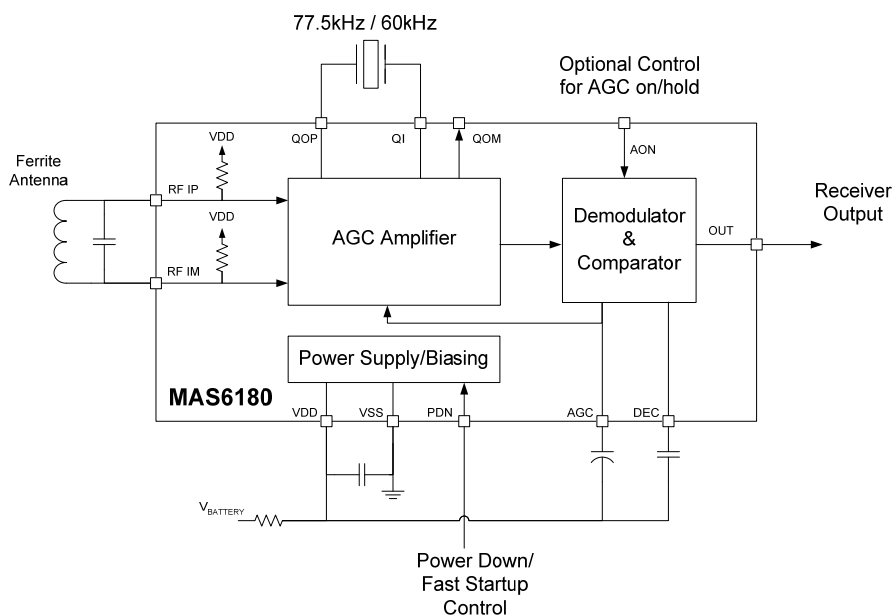 77.5kHz / 60kHz
Optional Control
for AGC on/hold
QOP
QI
QOM
AON
VDD
Ferrite
Antenna
RF IP
VDD
RF IM
AGC Amplifier
Demodulator
&
Comparator
OUT
Receiver
Output
Power Supply/Biasing
MAS6180
VDD
VSS
PDN
AGC
DEC
VBATTERY
Power Down/
Fast Startup
Control